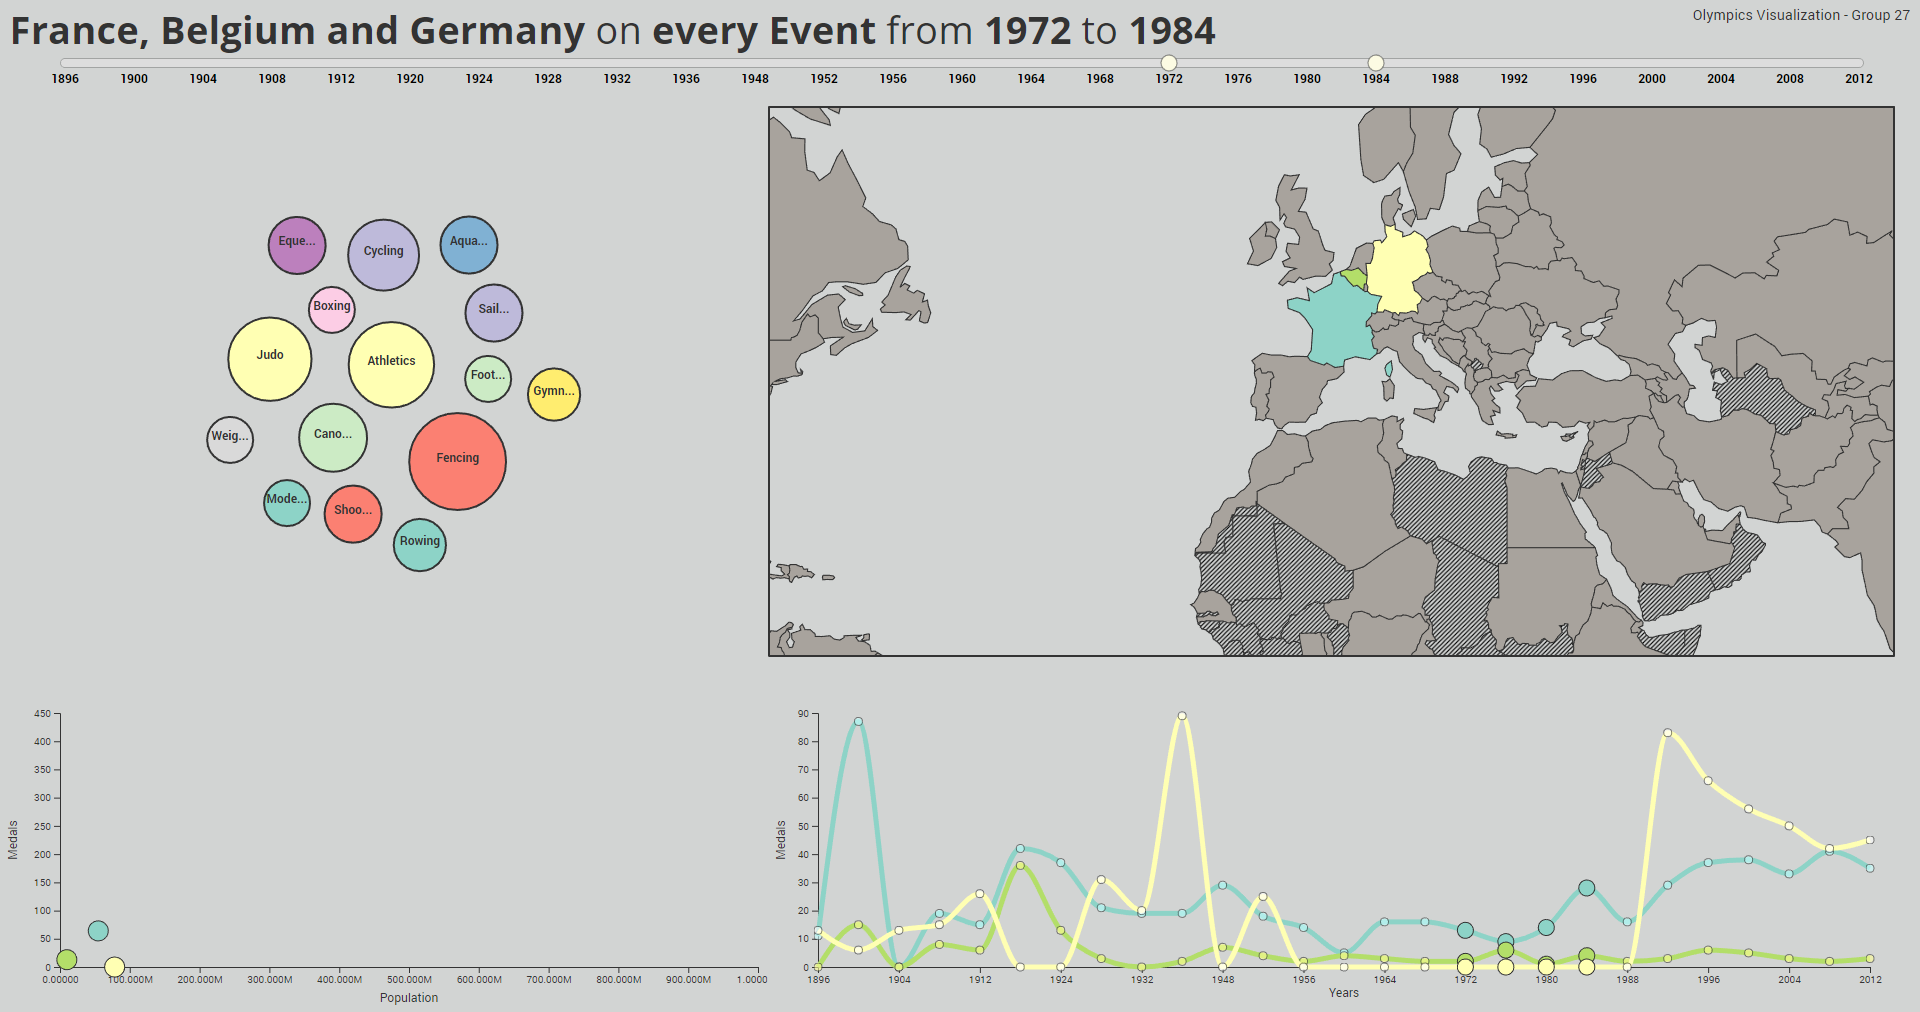 France, Belgium and Germany on every Event from 1972 to 1984
Olympics Visualization - Group 27
1896 1900 1904 1908 1912 1920 1924 1928 1932 1936 1948 1952 1956 1960 1964 1968 1972 1976 1980 1984 1988 1992 1996 2000 2004 2008 2012
Eque...
Cycling
Aqua...
Boxing
Sail...
Judo
Athletics
Foot...
Gymn...
Weig...
Cano...
Fencing
Mode...
Shoo...
Rowing
450
400
350
300
250
200
150
100
50
0
Medals
0.00000 100.000M 200.000M 300.000M 400.000M 500.000M 600.000M 700.000M 800.000M 900.000M 1.0000
Population
90
80
70
60
50
40
30
20
10
0
Medals
1896 1904 1912 1924 1932 1948 1956 1964 1972 1980 1988 1996 2004 2012
Years